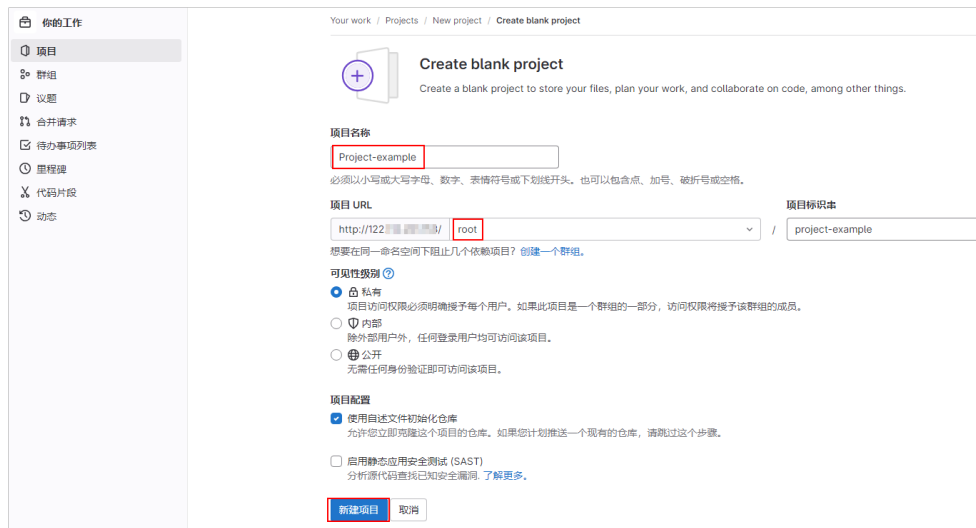 你的工作
项目
群组
议题
合并请求
待办事项列表
里程碑
代码片段
动态
Your work / Projects / New project / Create blank project
Create blank project
Create a blank project to store your files, plan your work, and collaborate on code, among other things.
项目名称
Project-example
必须以小写或大写字母、数字、表情符号或下划线开头。也可以包含点、加号、破折号或空格。
项目 URL
项目标识串
http://122 / root / project-example
想要在同一命名空间下阻止几个依赖项目？创建一个群组。
可见性级别
私有
项目访问权限必须明确授予每个用户。如果此项目是一个群组的一部分，访问权限将授予该群组的成员。
内部
除外部用户外，任何登录用户均可访问该项目。
公开
无需任何身份验证即可访问该项目。
项目配置
使用自述文件初始化仓库
允许您立即克隆这个项目的仓库。如果您计划推送一个现有的仓库，请跳过这个步骤。
启用静态应用安全测试 (SAST)
分析源代码查找已知安全漏洞. 了解更多。
新建项目 取消